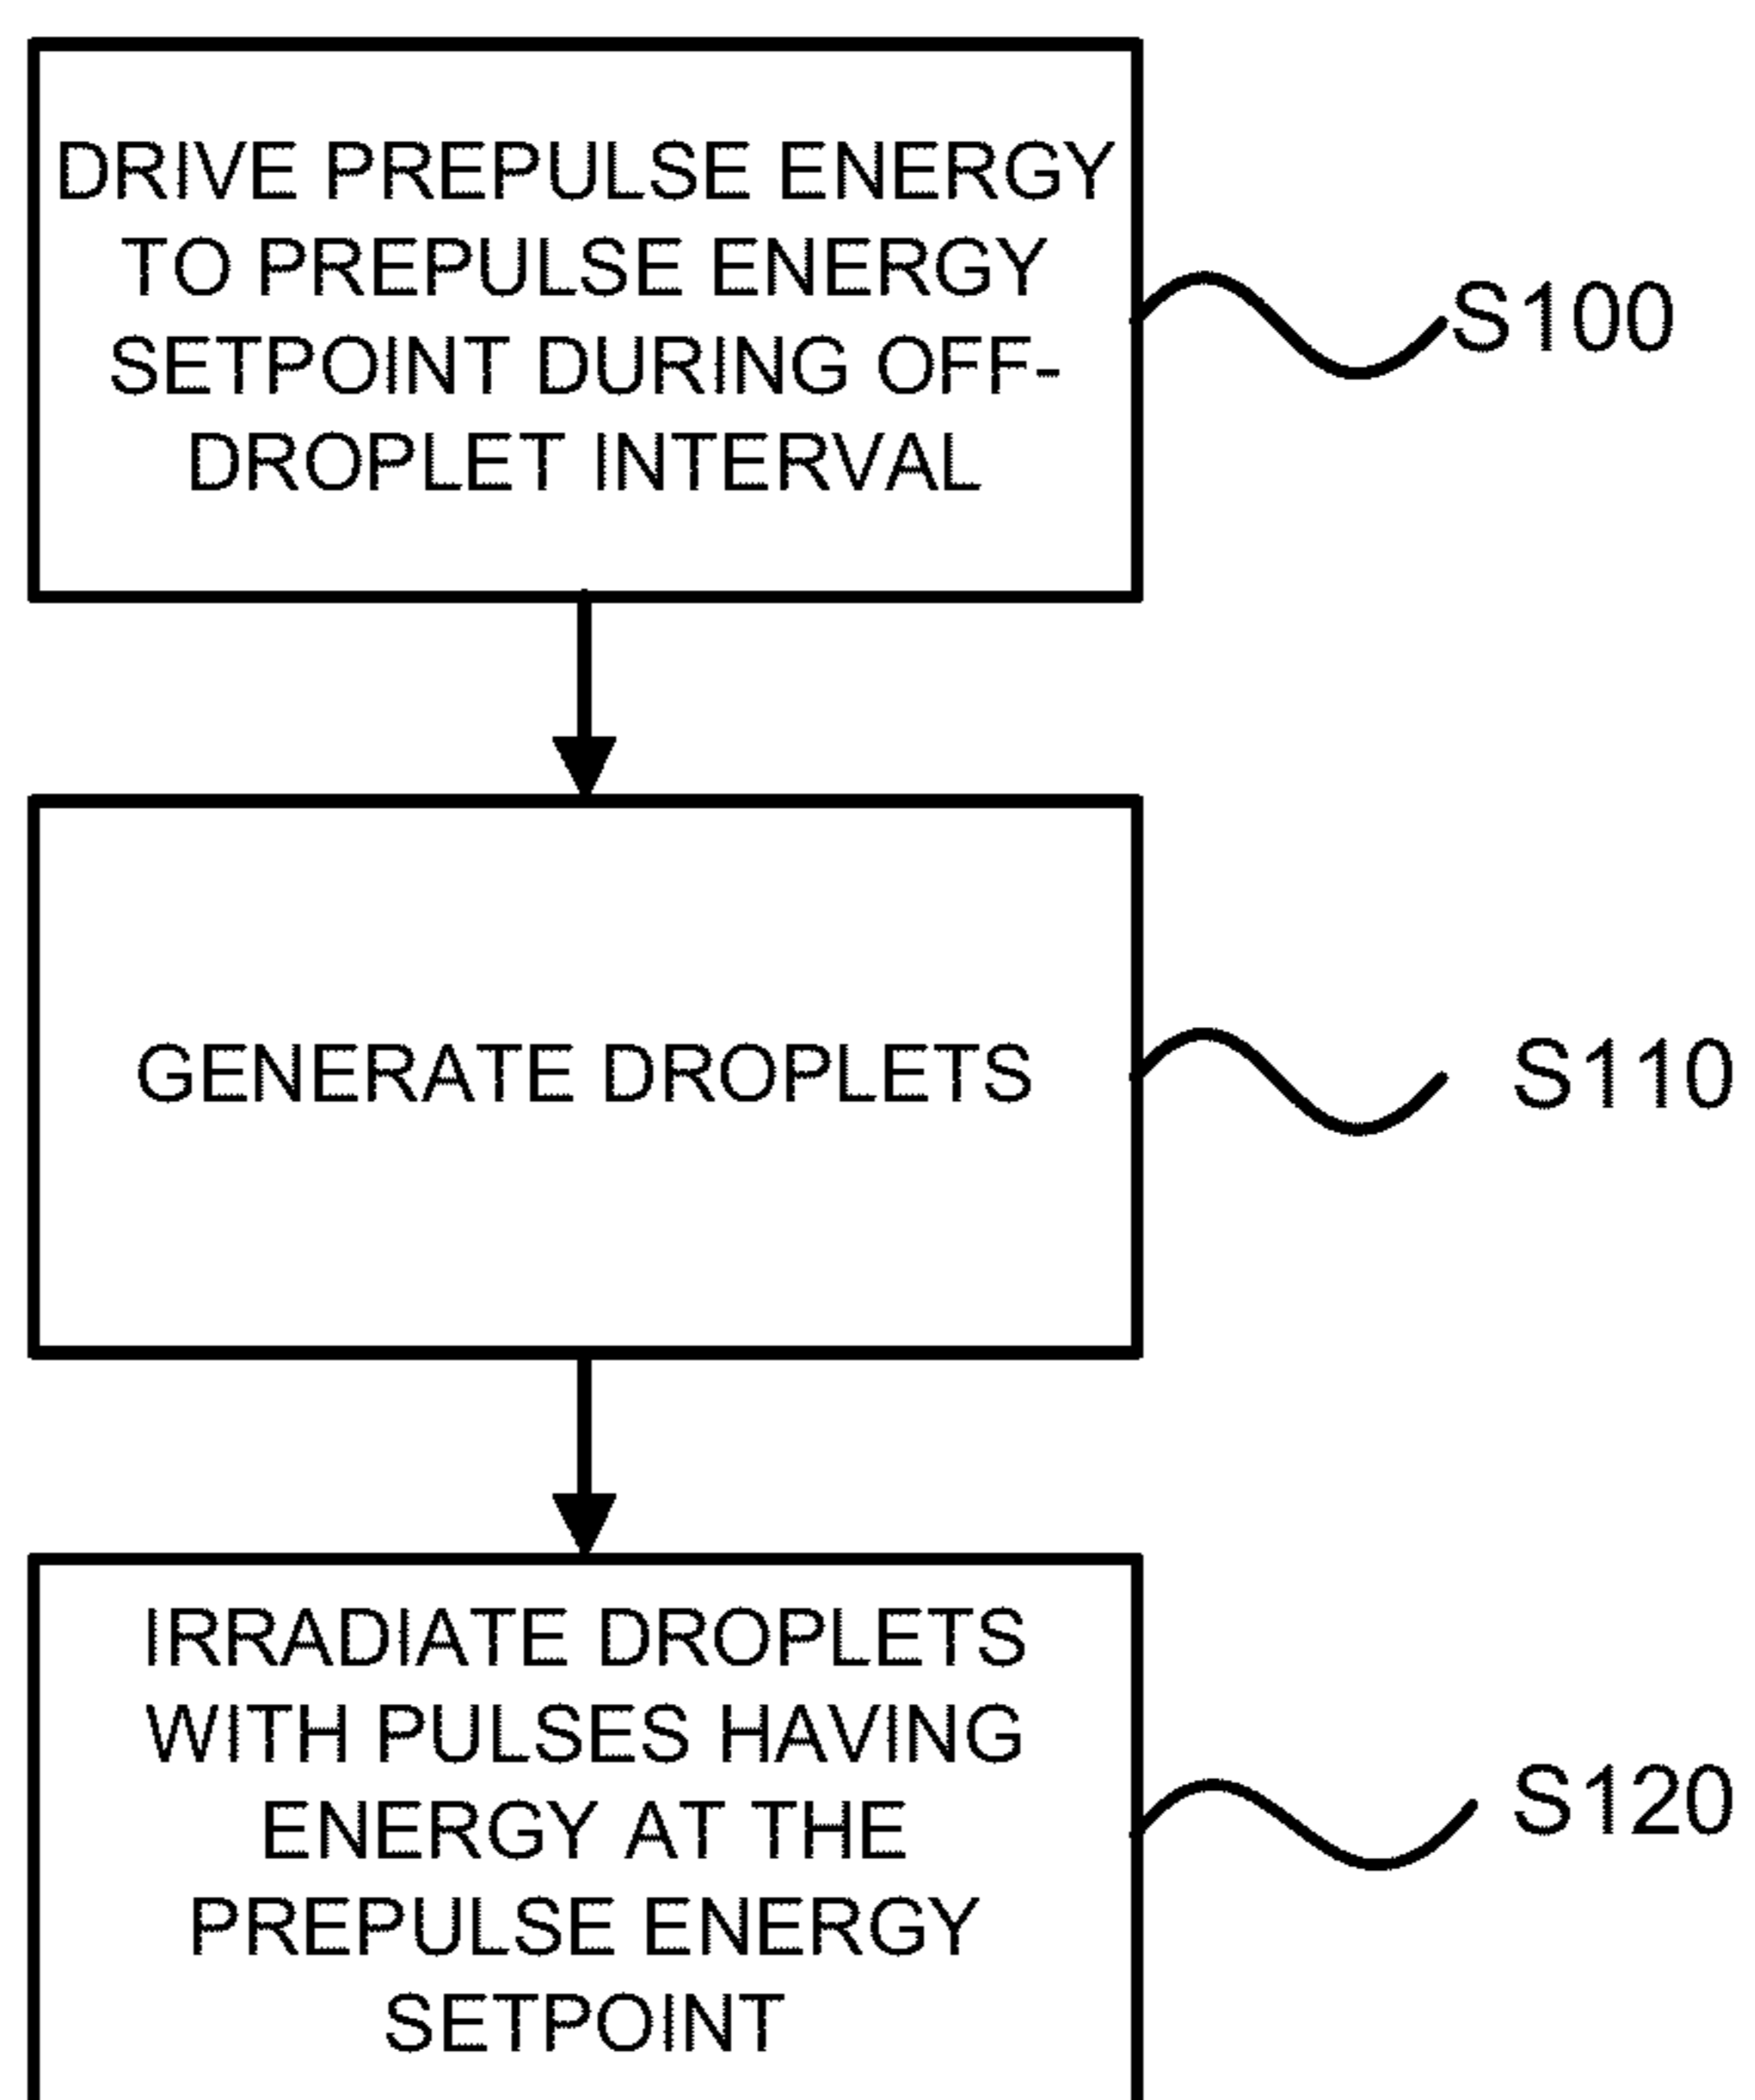 DRIVE PREPULSE ENERGY
TO PREPULSE ENERGY
SETPOINT DURING OFF-
DROPLET INTERVAL
S100
GENERATE DROPLETS
S110
IRRADIATE DROPLETS
WITH PULSES HAVING
ENERGY AT THE
PREPULSE ENERGY
SETPOINT
S120